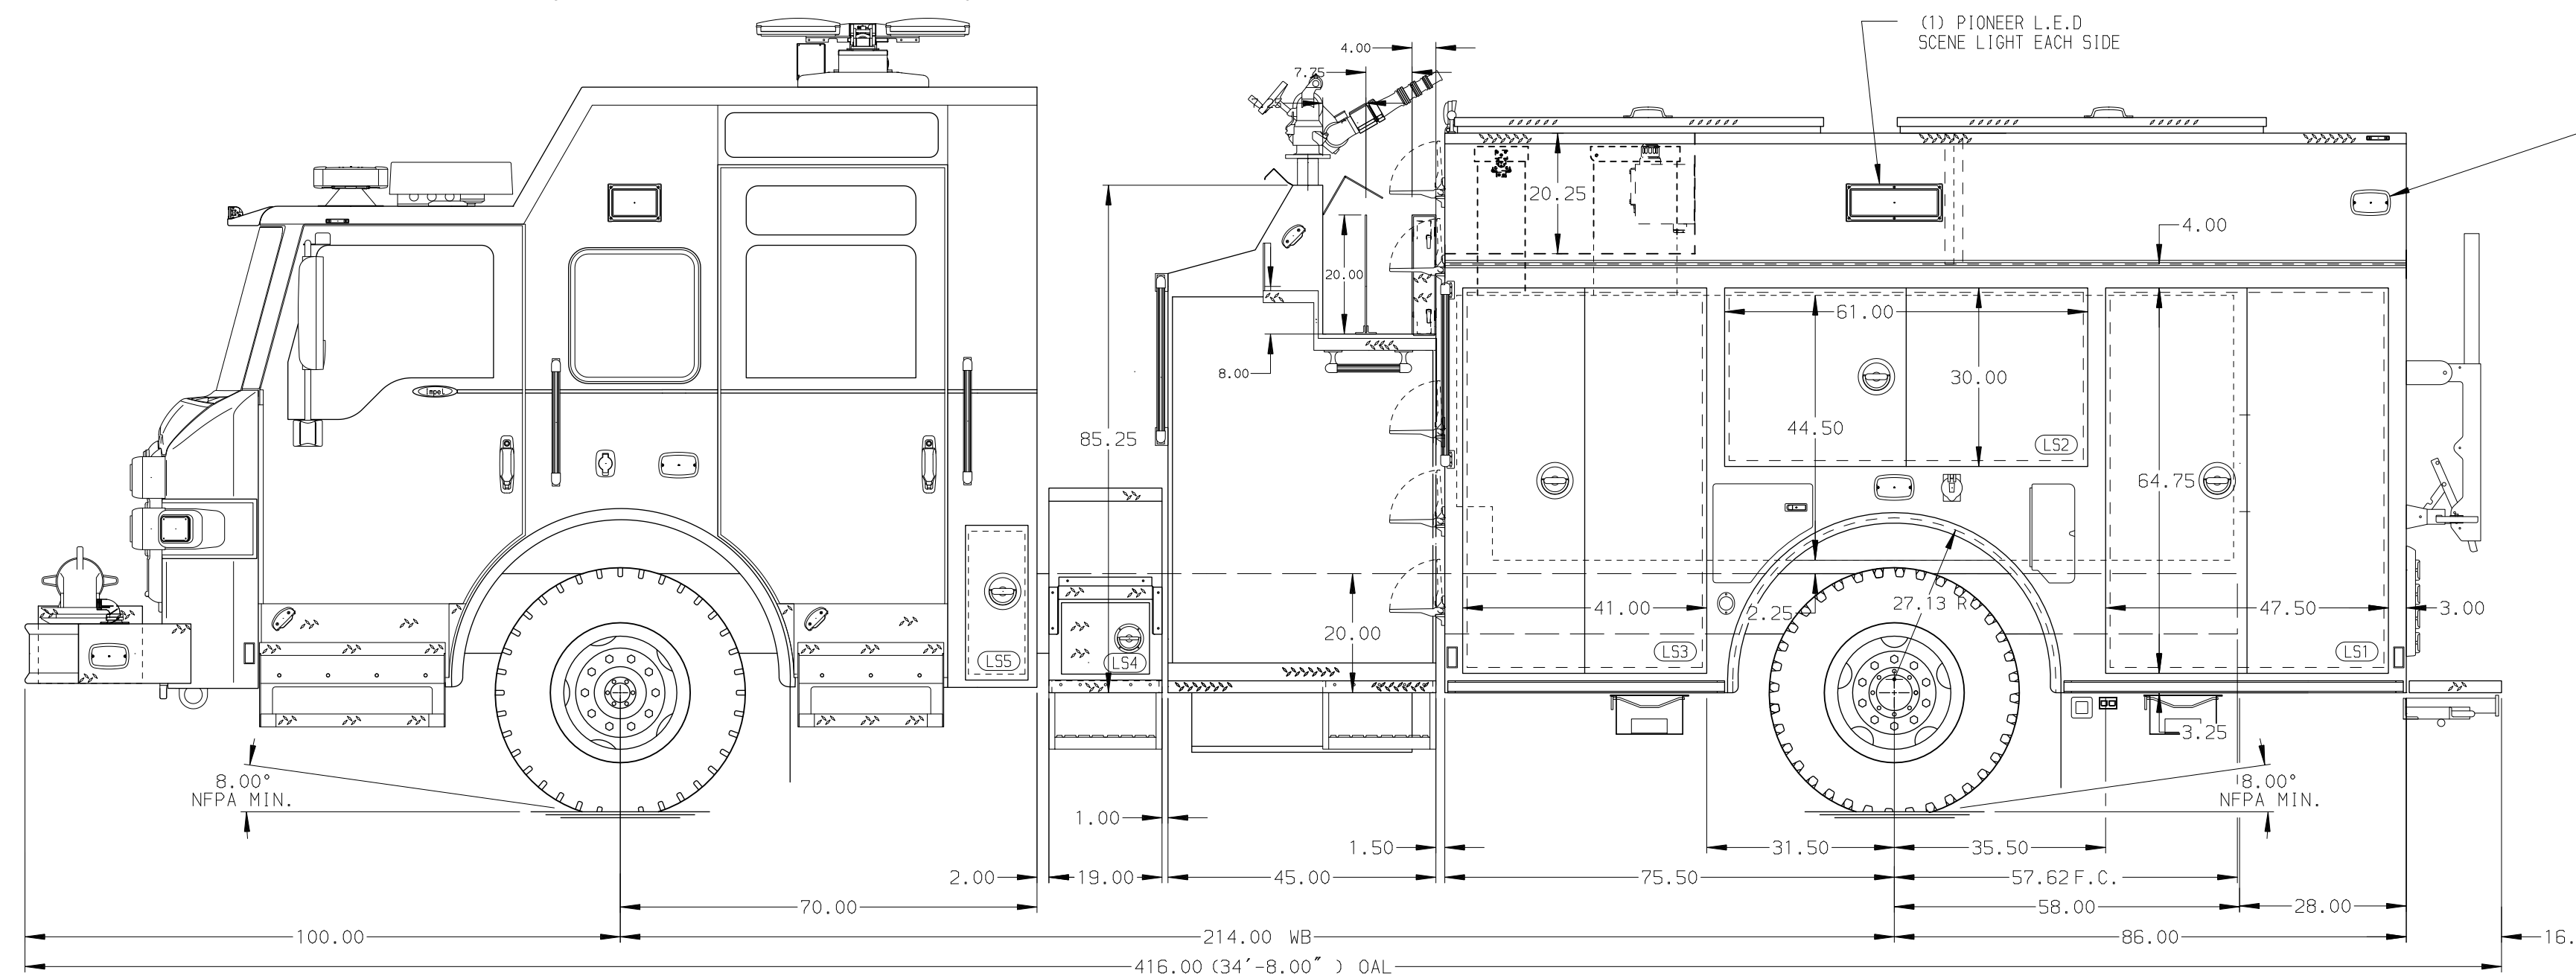 (1) PIONEER L.E.D
SCENE LIGHT EACH SIDE
4.00
7.75
20.25
4.00
20.00
61.00
8.00
30.00
Impel
85.25
44.50
LS2
64.75
41.00
2.25
27.13 R
47.50
3.00
20.00
LS5
LS4
LS3
LS1
3.25
8.00°
NFPA MIN.
8.00°
NFPA MIN.
1.00
1.50
31.50
35.50
2.00
19.00
45.00
75.50
57.62 F.C.
70.00
58.00
28.00
100.00
214.00 WB
86.00
16.
416.00 (34'-8.00" ) OAL